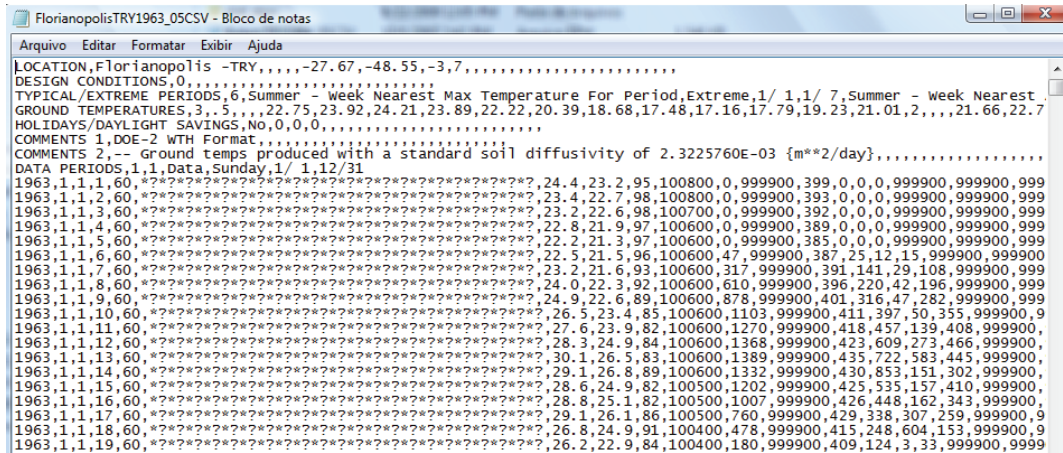 FlorianopolisTRY1963_05CSV - Bloco de notas
Arquivo Editar Formatar Exibir Ajuda
LOCATION,Florianopolis -TRY,,,,,-27.67,-48.55,-3,7,,,,,,,,,,,,,,,,,,,,,,,,
DESIGN CONDITIONS,0,,,,,,,,,,,,,,,,,,,,,,,,,,,,
TYPICAL/EXTREME PERIODS,6,Summer - Week Nearest Max Temperature For Period,Extreme,1/ 1,1/ 7,Summer - Week Nearest
GROUND TEMPERATURES,3,.5,,,,22.75,23.92,24.21,23.89,22.22,20.39,18.68,17.48,17.16,17.79,19.23,21.01,2,,,,21.66,22.7
HOLIDAYS/DAYLIGHT SAVINGS,No,0,0,0,,,,,,,,,,,,,,,,,,,,,,,,,
COMMENTS 1,DOE-2 WTH Format,,,,,,,,,,,,,,,,,,,,,,,,,,,,
COMMENTS 2,-- Ground temps produced with a standard soil diffusivity of 2.3225760E-03 {m**2/day},,,,,,,,,,,,,,,,,,,
DATA PERIODS,1,1,Data,Sunday,1/ 1,12/31
1963,1,1,1,60,*?*?*?*?*?*?*?*?*?*?*?*?*?*?*?*?*?*?*?*?*?*?,24.4,23.2,95,100800,0,999900,399,0,0,0,999900,999900,999
1963,1,1,2,60,*?*?*?*?*?*?*?*?*?*?*?*?*?*?*?*?*?*?*?*?*?*?,23.4,22.7,98,100800,0,999900,393,0,0,0,999900,999900,999
1963,1,1,3,60,*?*?*?*?*?*?*?*?*?*?*?*?*?*?*?*?*?*?*?*?*?*?,23.2,22.6,98,100700,0,999900,392,0,0,0,999900,999900,999
1963,1,1,4,60,*?*?*?*?*?*?*?*?*?*?*?*?*?*?*?*?*?*?*?*?*?*?,22.8,21.9,97,100600,0,999900,389,0,0,0,999900,999900,999
1963,1,1,5,60,*?*?*?*?*?*?*?*?*?*?*?*?*?*?*?*?*?*?*?*?*?*?,22.2,21.3,97,100600,0,999900,385,0,0,0,999900,999900,999
1963,1,1,6,60,*?*?*?*?*?*?*?*?*?*?*?*?*?*?*?*?*?*?*?*?*?*?,22.5,21.5,96,100600,47,999900,387,25,12,15,999900,999900
1963,1,1,7,60,*?*?*?*?*?*?*?*?*?*?*?*?*?*?*?*?*?*?*?*?*?*?,23.2,21.6,93,100600,317,999900,391,141,29,108,999900,999
1963,1,1,8,60,*?*?*?*?*?*?*?*?*?*?*?*?*?*?*?*?*?*?*?*?*?*?,24.0,22.3,92,100600,610,999900,396,220,42,196,999900,999
1963,1,1,9,60,*?*?*?*?*?*?*?*?*?*?*?*?*?*?*?*?*?*?*?*?*?*?,24.9,22.6,89,100600,878,999900,401,316,47,282,999900,999
1963,1,1,10,60,*?*?*?*?*?*?*?*?*?*?*?*?*?*?*?*?*?*?*?*?*?*?,26.5,23.4,85,100600,1103,999900,411,397,50,355,999900,9
1963,1,1,11,60,*?*?*?*?*?*?*?*?*?*?*?*?*?*?*?*?*?*?*?*?*?*?,27.6,23.9,82,100600,1270,999900,418,457,139,408,999900,
1963,1,1,12,60,*?*?*?*?*?*?*?*?*?*?*?*?*?*?*?*?*?*?*?*?*?*?,28.3,24.9,84,100600,1368,999900,423,609,273,466,999900,
1963,1,1,13,60,*?*?*?*?*?*?*?*?*?*?*?*?*?*?*?*?*?*?*?*?*?*?,30.1,26.5,83,100600,1389,999900,435,722,583,445,999900,
1963,1,1,14,60,*?*?*?*?*?*?*?*?*?*?*?*?*?*?*?*?*?*?*?*?*?*?,29.1,26.8,89,100600,1332,999900,430,853,151,302,999900,
1963,1,1,15,60,*?*?*?*?*?*?*?*?*?*?*?*?*?*?*?*?*?*?*?*?*?*?,28.6,24.9,82,100500,1202,999900,425,535,157,410,999900,
1963,1,1,16,60,*?*?*?*?*?*?*?*?*?*?*?*?*?*?*?*?*?*?*?*?*?*?,28.8,25.1,82,100500,1007,999900,426,448,162,343,999900,
1963,1,1,17,60,*?*?*?*?*?*?*?*?*?*?*?*?*?*?*?*?*?*?*?*?*?*?,29.1,26.1,86,100500,760,999900,429,338,307,259,999900,9
1963,1,1,18,60,*?*?*?*?*?*?*?*?*?*?*?*?*?*?*?*?*?*?*?*?*?*?,26.8,24.9,91,100400,478,999900,415,248,604,153,999900,9
1963,1,1,19,60,*?*?*?*?*?*?*?*?*?*?*?*?*?*?*?*?*?*?*?*?*?*?,26.2,22.9,84,100400,180,999900,409,124,3,33,999900,9999